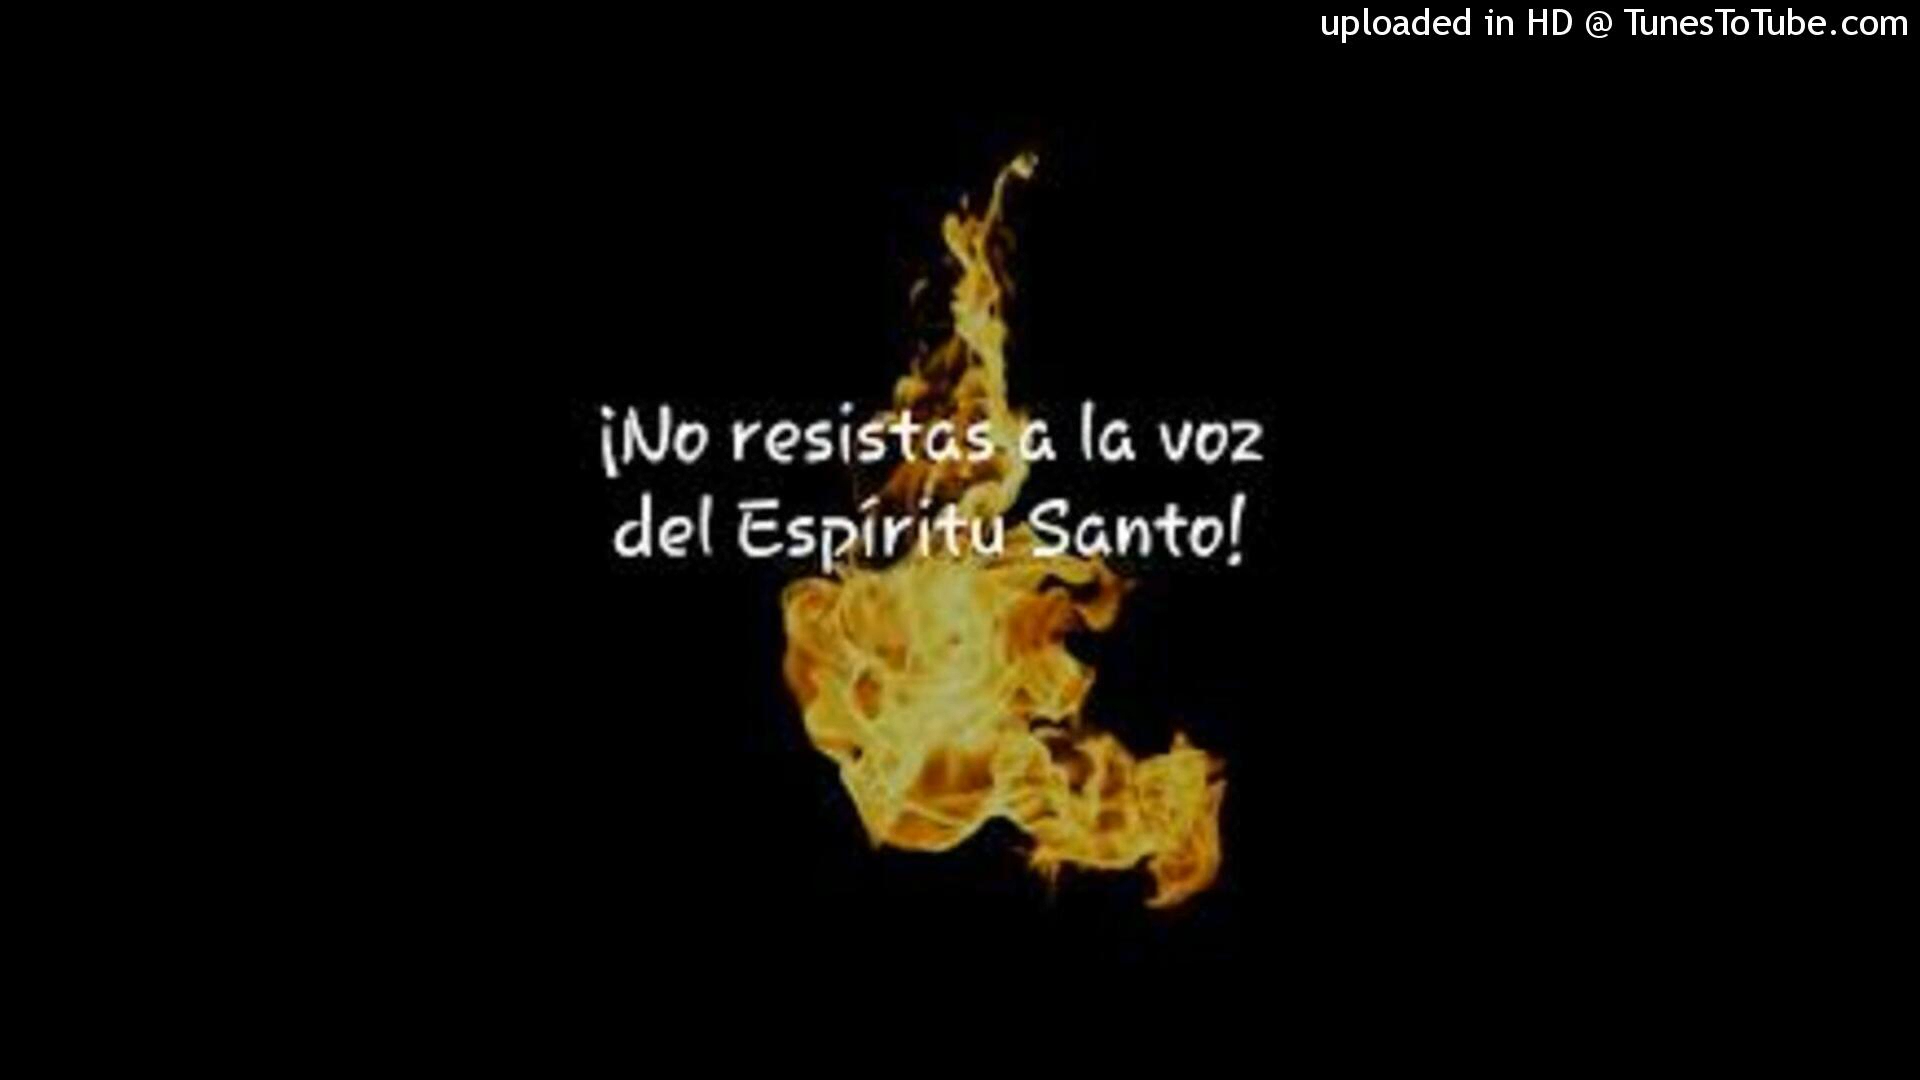 uploaded in HD @ TunesToTube.com
¡No resistas a la voz
del Espíritu Santo!